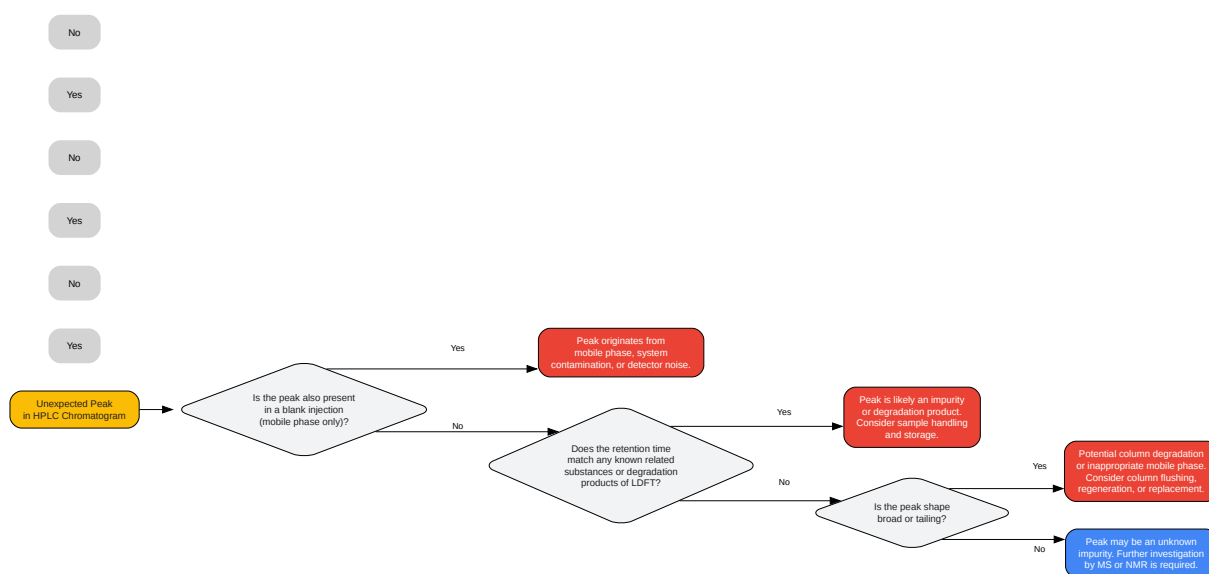 No
Yes
No
Yes
No
Yes
Unexpected Peak
in HPLC Chromatogram
Is the peak also present
in a blank injection
(mobile phase only)?
Yes
No
Peak originates from
mobile phase, system
contamination, or detector noise.
Does the retention time
match any known related
substances or degradation
products of LDFT?
Yes
No
Peak is likely an impurity
or degradation product.
Consider sample handling
and storage.
Is the peak shape
broad or tailing?
Yes
No
Potential column degradation
or inappropriate mobile phase.
Consider column flushing,
regeneration, or replacement.
Peak may be an unknown
impurity. Further investigation
by MS or NMR is required.